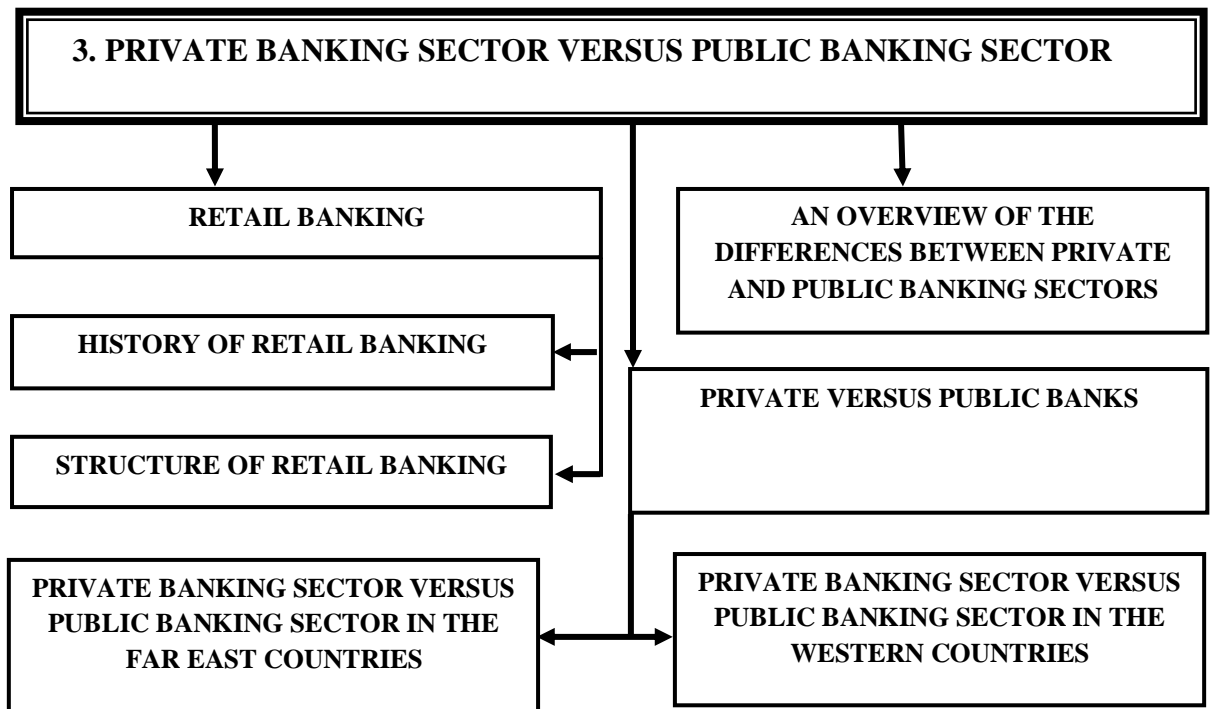 3. PRIVATE BANKING SECTOR VERSUS PUBLIC BANKING SECTOR
RETAIL BANKING
AN OVERVIEW OF THE
DIFFERENCES BETWEEN PRIVATE
AND PUBLIC BANKING SECTORS
HISTORY OF RETAIL BANKING
PRIVATE VERSUS PUBLIC BANKS
STRUCTURE OF RETAIL BANKING
PRIVATE BANKING SECTOR VERSUS
PUBLIC BANKING SECTOR IN THE
FAR EAST COUNTRIES
PRIVATE BANKING SECTOR VERSUS
PUBLIC BANKING SECTOR IN THE
WESTERN COUNTRIES